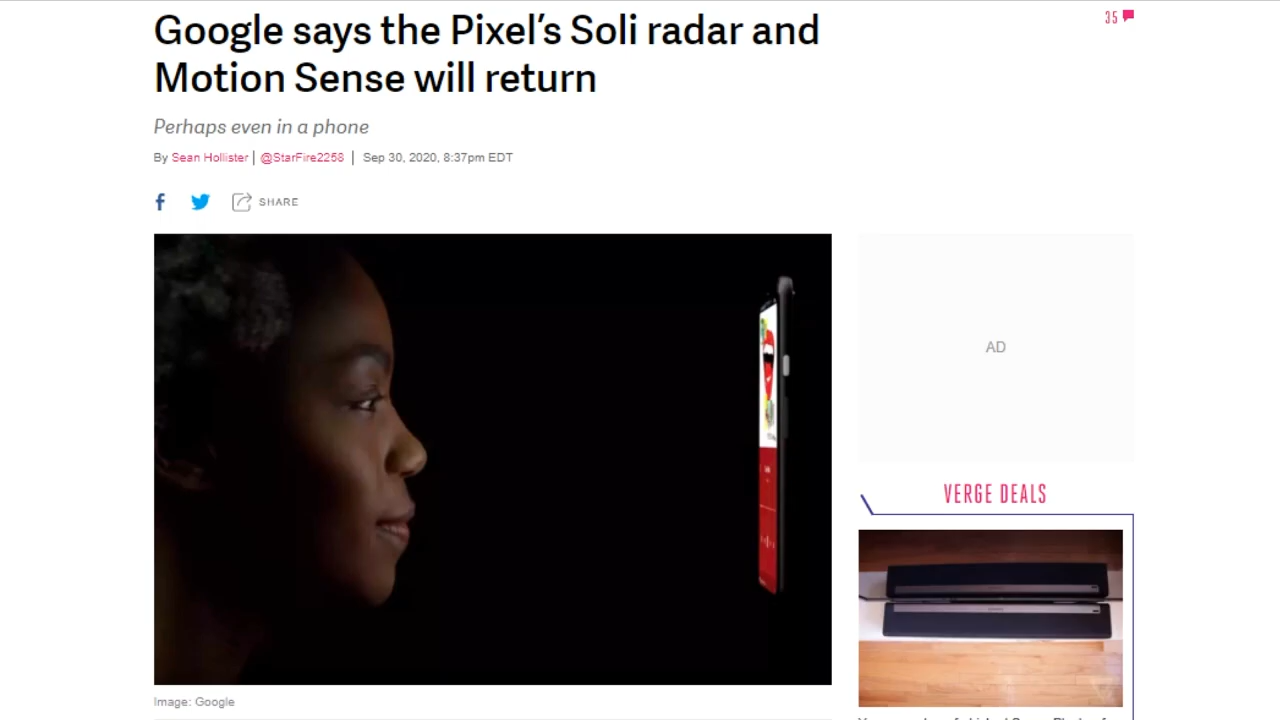 Google says the Pixel's Soli radar and
Motion Sense will return
35
Perhaps even in a phone
By Sean Hollister | @StarFire2258 | Sep 30, 2020, 8:37pm EDT
SHARE
AD
VERGE DEALS
Image: Google